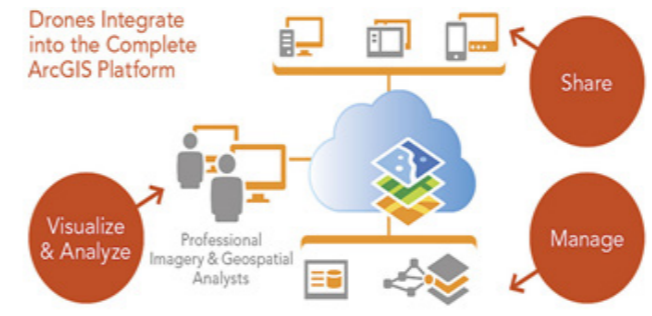 Drones Integrate
into the Complete
ArcGIS Platform
Share
Visualize
& Analyze
Professional
Imagery & Geospatial
Analysts
Manage